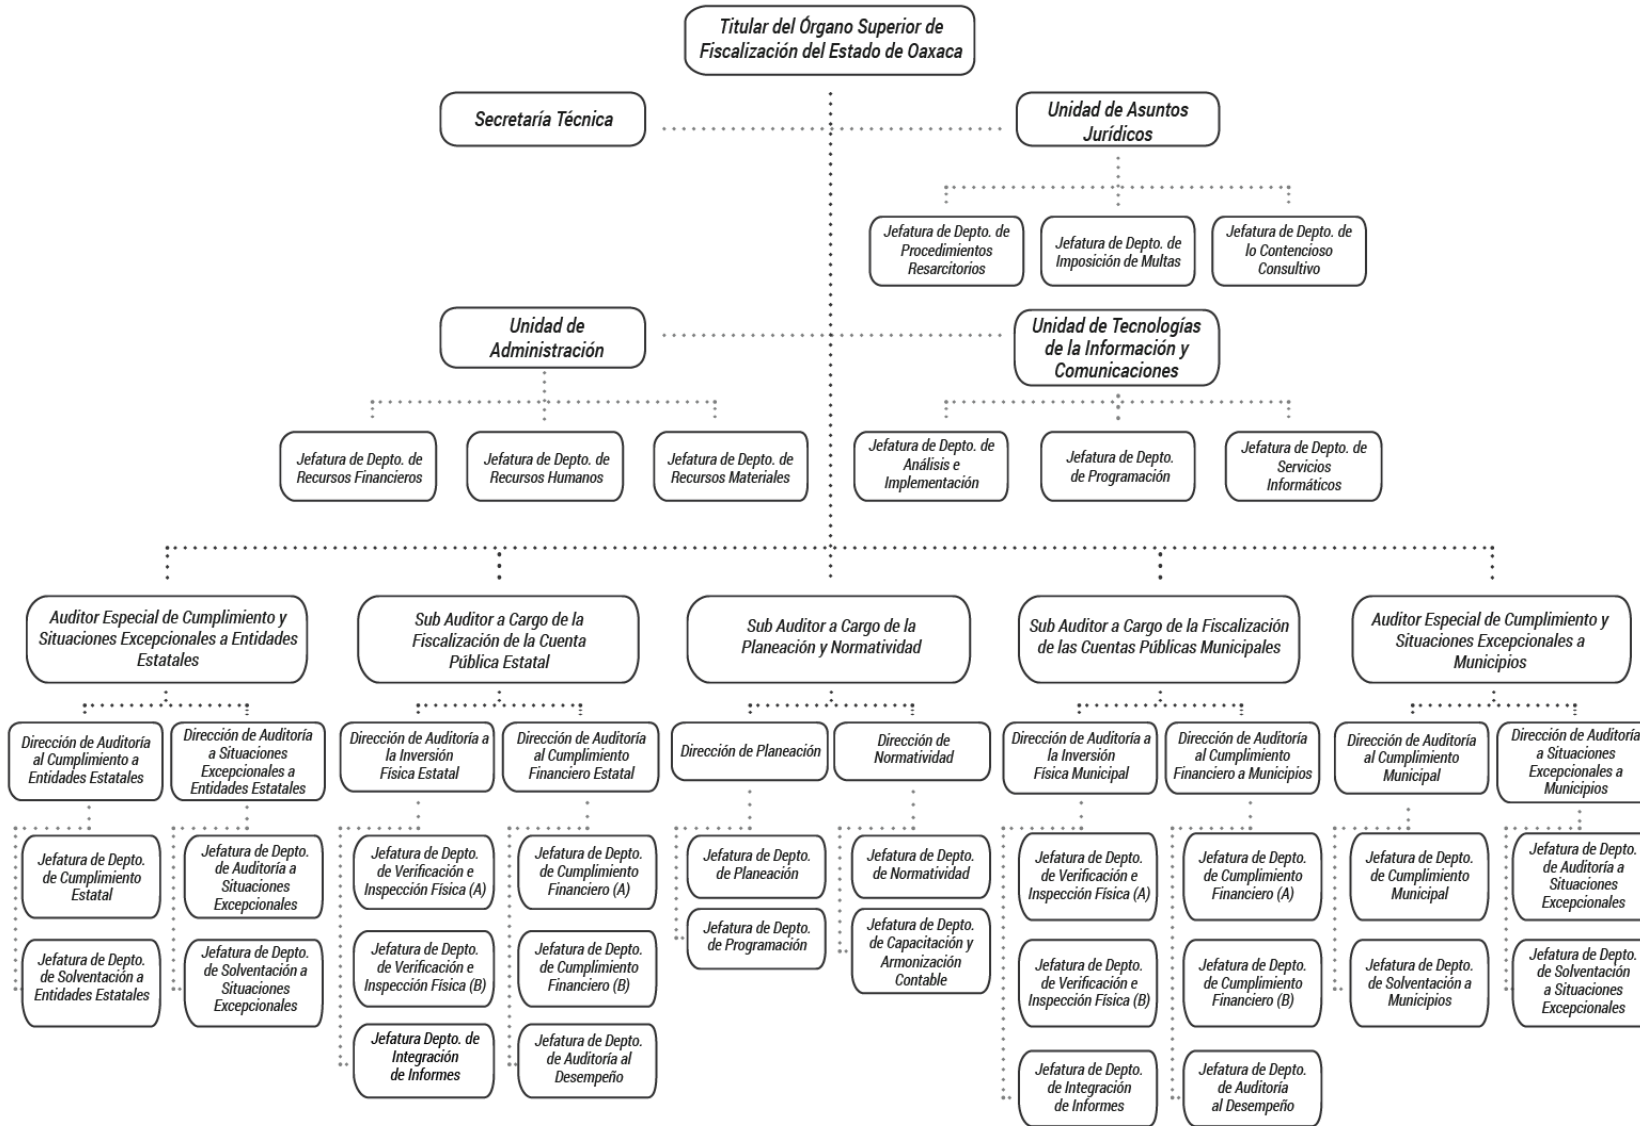 Titular del Órgano Superior de
Fiscalización del Estado de Oaxaca
Secretaría Técnica
Unidad de Asuntos
Jurídicos
Jefatura de Depto. de
Procedimientos
Resarcitorios
Jefatura de Depto. de
Imposición de Multas
Jefatura de Depto. de
lo Contencioso
Consultivo
Unidad de
Administración
Unidad de Tecnologías
de la Información y
Comunicaciones
Jefatura de Depto. de
Recursos Financieros
Jefatura de Depto. de
Recursos Humanos
Jefatura de Depto. de
Recursos Materiales
Jefatura de Depto. de
Análisis e
Implementación
Jefatura de Depto.
de Programación
Jefatura de Depto. de
Servicios
Informáticos
Auditor Especial de Cumplimiento y
Situaciones Excepcionales a Entidades
Estatales
Sub Auditor a Cargo de la
Fiscalización de la Cuenta
Pública Estatal
Sub Auditor a Cargo de la
Planeación y Normatividad
Sub Auditor a Cargo de la Fiscalización
de las Cuentas Públicas Municipales
Auditor Especial de Cumplimiento y
Situaciones Excepcionales a
Municipios
Dirección de Auditoría
al Cumplimiento a
Entidades Estatales
Dirección de Auditoría
a Situaciones
Excepcionales a
Entidades Estatales
Dirección de Auditoría a
la Inversión
Física Estatal
Dirección de Auditoría
al Cumplimiento
Financiero Estatal
Dirección de Planeación
Dirección de
Normatividad
Dirección de Auditoría a
la Inversión
Física Municipal
Dirección de Auditoría
al Cumplimiento
Financiero a Municipios
Dirección de Auditoría
al Cumplimiento
Municipal
Dirección de Auditoría
a Situaciones
Excepcionales a
Municipios
Jefatura de Depto.
de Cumplimiento
Estatal
Jefatura de Depto.
de Auditoría a
Situaciones
Excepcionales
Jefatura de Depto.
de Verificación e
Inspección Física (A)
Jefatura de Depto.
de Cumplimiento
Financiero (A)
Jefatura de Depto.
de Planeación
Jefatura de Depto.
de Normatividad
Jefatura de Depto.
de Verificación e
Inspección Física (A)
Jefatura de Depto.
de Cumplimiento
Financiero (A)
Jefatura de Depto.
de Cumplimiento
Municipal
Jefatura de Depto.
de Auditoría a
Situaciones
Excepcionales
Jefatura de Depto.
de Solventación a
Entidades Estatales
Jefatura de Depto.
de Solventación a
Situaciones
Excepcionales
Jefatura de Depto.
de Verificación e
Inspección Física (B)
Jefatura de Depto.
de Cumplimiento
Financiero (B)
Jefatura de Depto.
de Programación
Jefatura de Depto.
de Capacitación y
Armonización
Contable
Jefatura de Depto.
de Verificación e
Inspección Física (B)
Jefatura de Depto.
de Cumplimiento
Financiero (B)
Jefatura de Depto.
de Solventación a
Municipios
Jefatura de Depto.
de Solventación
a Situaciones
Excepcionales
Jefatura Depto. de
Integración
de Informes
Jefatura de Depto.
de Auditoría al
Desempeño
Jefatura de Depto.
de Integración
de Informes
Jefatura de Depto.
de Auditoría
al Desempeño